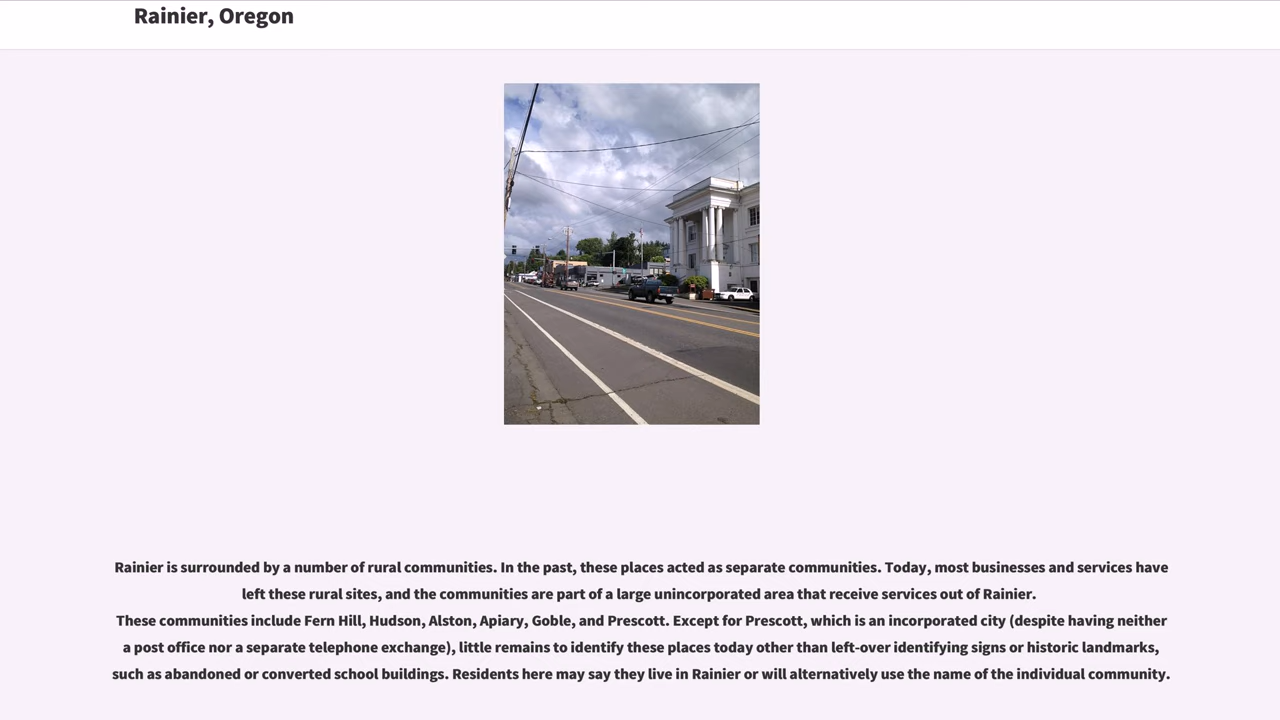 Rainier, Oregon
Rainier is surrounded by a number of rural communities. In the past, these places acted as separate communities. Today, most businesses and services have
left these rural sites, and the communities are part of a large unincorporated area that receive services out of Rainier.
These communities include Fern Hill, Hudson, Alston, Apiary, Goble, and Prescott. Except for Prescott, which is an incorporated city (despite having neither
a post office nor a separate telephone exchange), little remains to identify these places today other than left-over identifying signs or historic landmarks,
such as abandoned or converted school buildings. Residents here may say they live in Rainier or will alternatively use the name of the individual community.